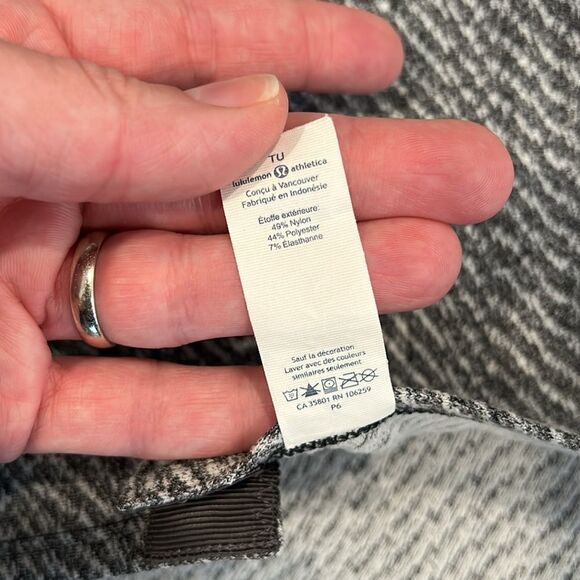 TU
lululemon athletica
Conçu à Vancouver
Fabriqué en Indonésie
Étoffe extérieure:
49% Nylon
44% Polyester
7% Élasthanne
Sauf la décoration
Laver avec des couleurs
similaires seulement
CA 35801 RN 106259
P6